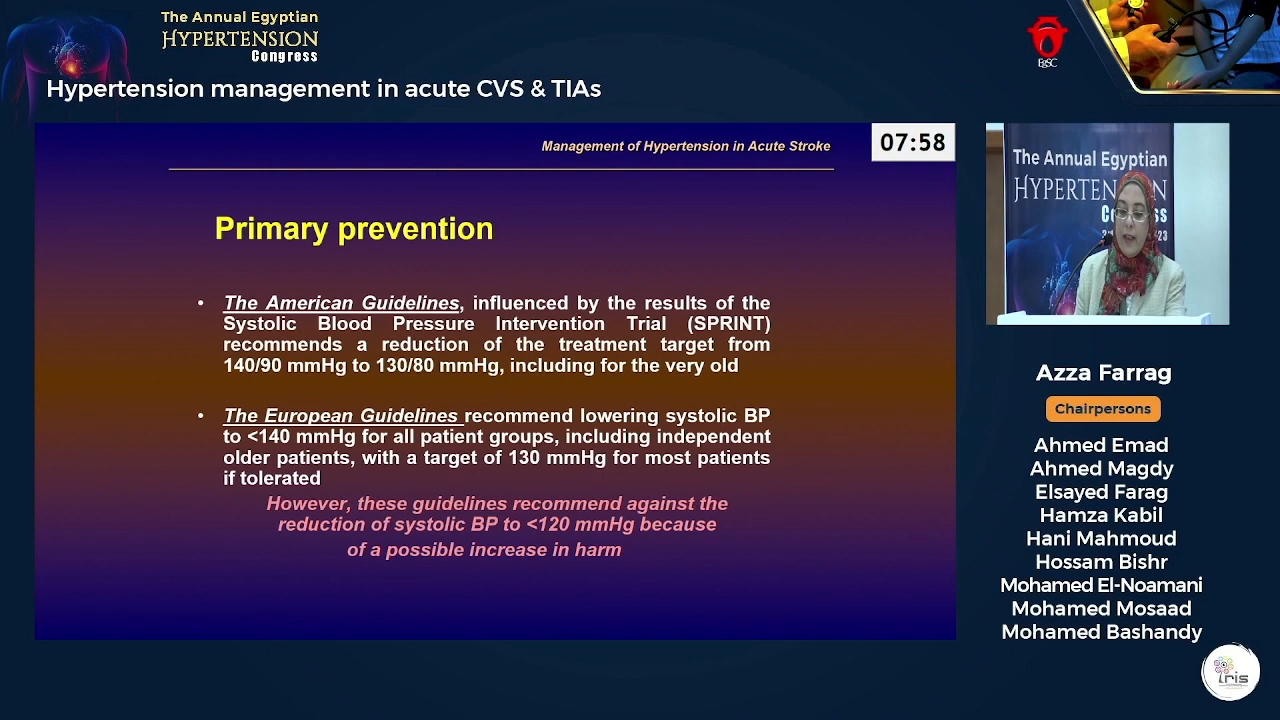 The Annual Egyptian
HYPERTENSION
Congress
EgSC
Hypertension management in acute CVS & TIAs
Management of Hypertension in Acute Stroke
07:58
Primary prevention
• The American Guidelines, influenced by the results of the
Systolic Blood Pressure Intervention Trial (SPRINT)
recommends a reduction of the treatment target from
140/90 mmHg to 130/80 mmHg, including for the very old
• The European Guidelines recommend lowering systolic BP
to <140 mmHg for all patient groups, including independent
older patients, with a target of 130 mmHg for most patients
if tolerated
However, these guidelines recommend against the
reduction of systolic BP to <120 mmHg because
of a possible increase in harm
The Annual Egyptian
Azza Farrag
Chairpersons
Ahmed Emad
Ahmed Magdy
Elsayed Farag
Hamza Kabil
Hani Mahmoud
Hossam Bishr
Mohamed El-Noamani
Mohamed Mosaad
Mohamed Bashandy
iris